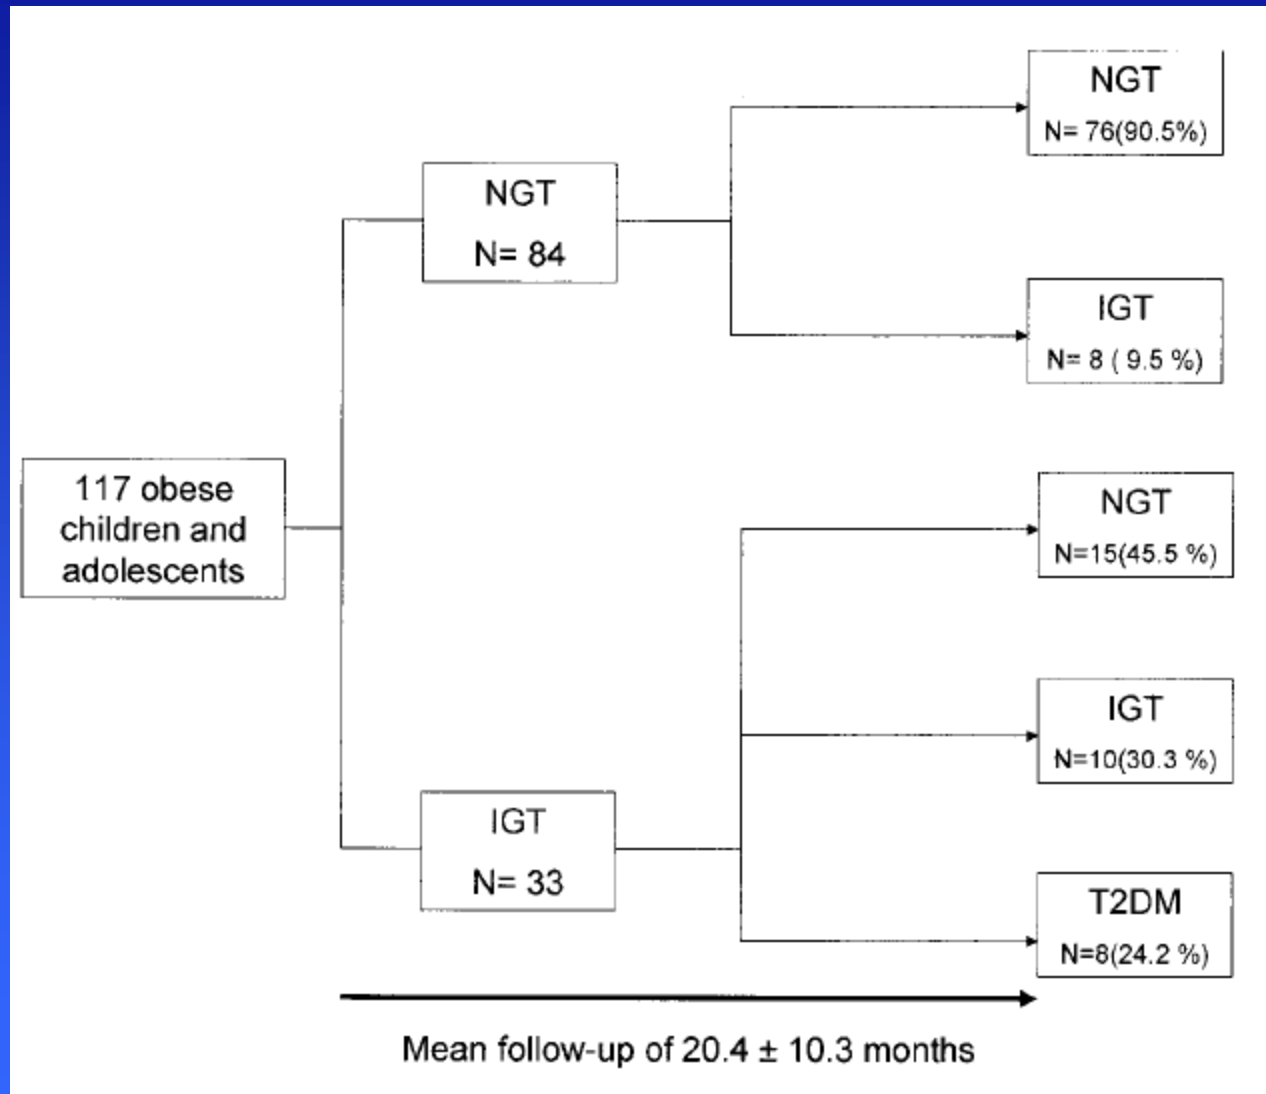 NGT
N= 76(90.5%)
NGT
N= 84
IGT
N= 8 ( 9.5 %)
117 obese
children and
adolescents
NGT
N=15(45.5 %)
IGT
N=10(30.3 %)
IGT
N= 33
T2DM
N=8(24.2 %)
Mean follow-up of 20.4 ± 10.3 months